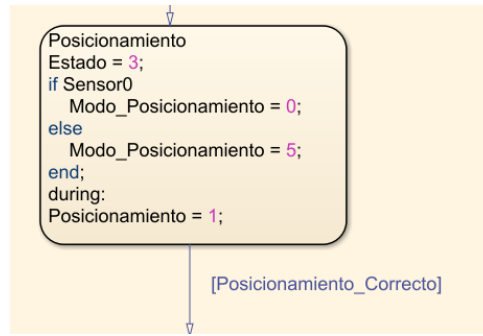 Posicionamiento
Estado = 3;
if Sensor0
Modo_Posicionamiento = 0;
else
Modo_Posicionamiento = 5;
end;
during:
Posicionamiento = 1;
[Posicionamiento_Correcto]